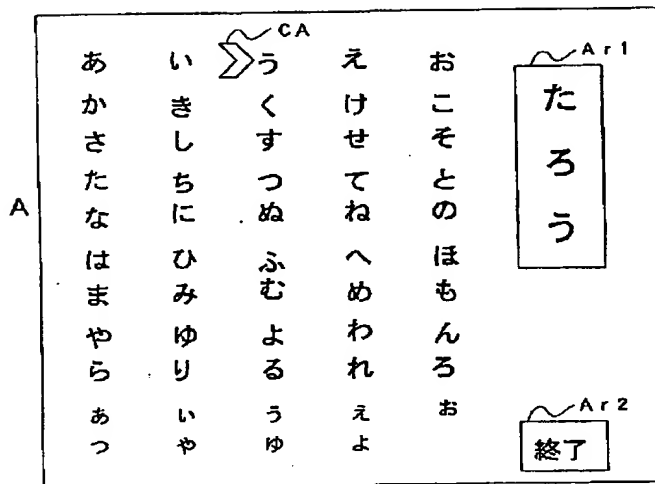 CA
あ い う え お
Ar1
か き く け こ
さ し す せ そ
た ち つ て と
A
な に ぬ ね の
は ひ ふ へ ほ
ま み む め も
や ゆ よ わ ん
ら り る れ ろ
ぁ ぃ ぅ ぇ ぉ
っ ゃ ゅ ょ
たろう
Ar2
終了